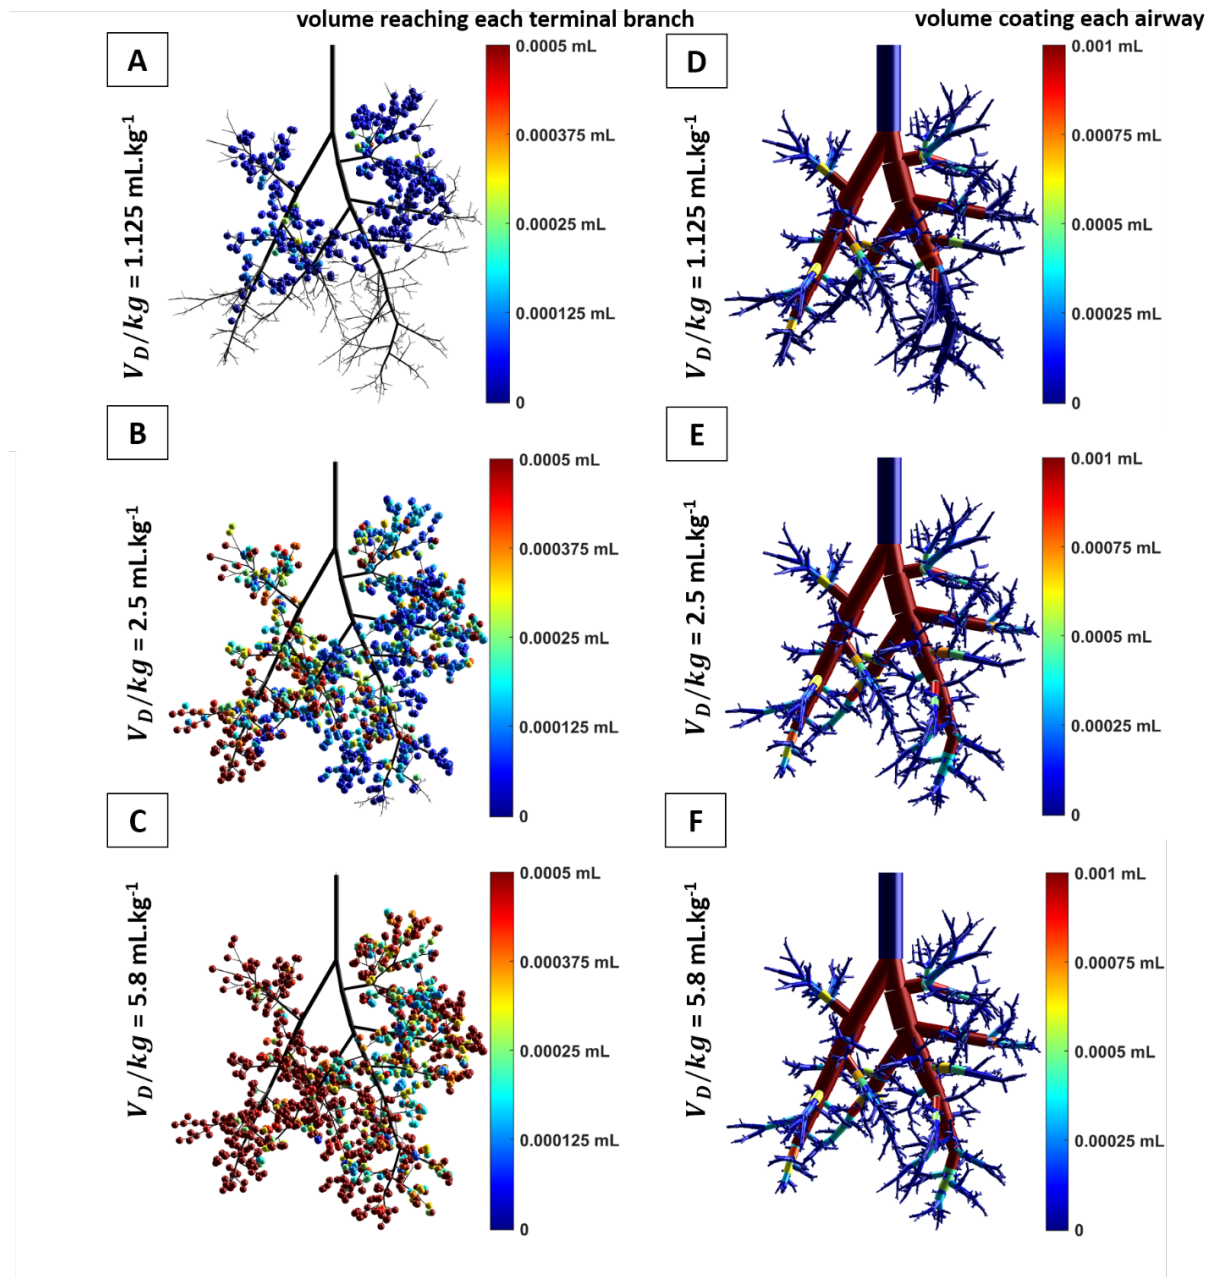 volume reaching each terminal branch
volume coating each airway
A
V_D/kg = 1.125 mL.kg⁻¹
0.0005 mL
0.000375 mL
0.00025 mL
0.000125 mL
0
D
V_D/kg = 1.125 mL.kg⁻¹
0.001 mL
0.00075 mL
0.0005 mL
0.00025 mL
0
B
V_D/kg = 2.5 mL.kg⁻¹
0.0005 mL
0.000375 mL
0.00025 mL
0.000125 mL
0
E
V_D/kg = 2.5 mL.kg⁻¹
0.001 mL
0.00075 mL
0.0005 mL
0.00025 mL
0
C
V_D/kg = 5.8 mL.kg⁻¹
0.0005 mL
0.000375 mL
0.00025 mL
0.000125 mL
0
F
V_D/kg = 5.8 mL.kg⁻¹
0.001 mL
0.00075 mL
0.0005 mL
0.00025 mL
0